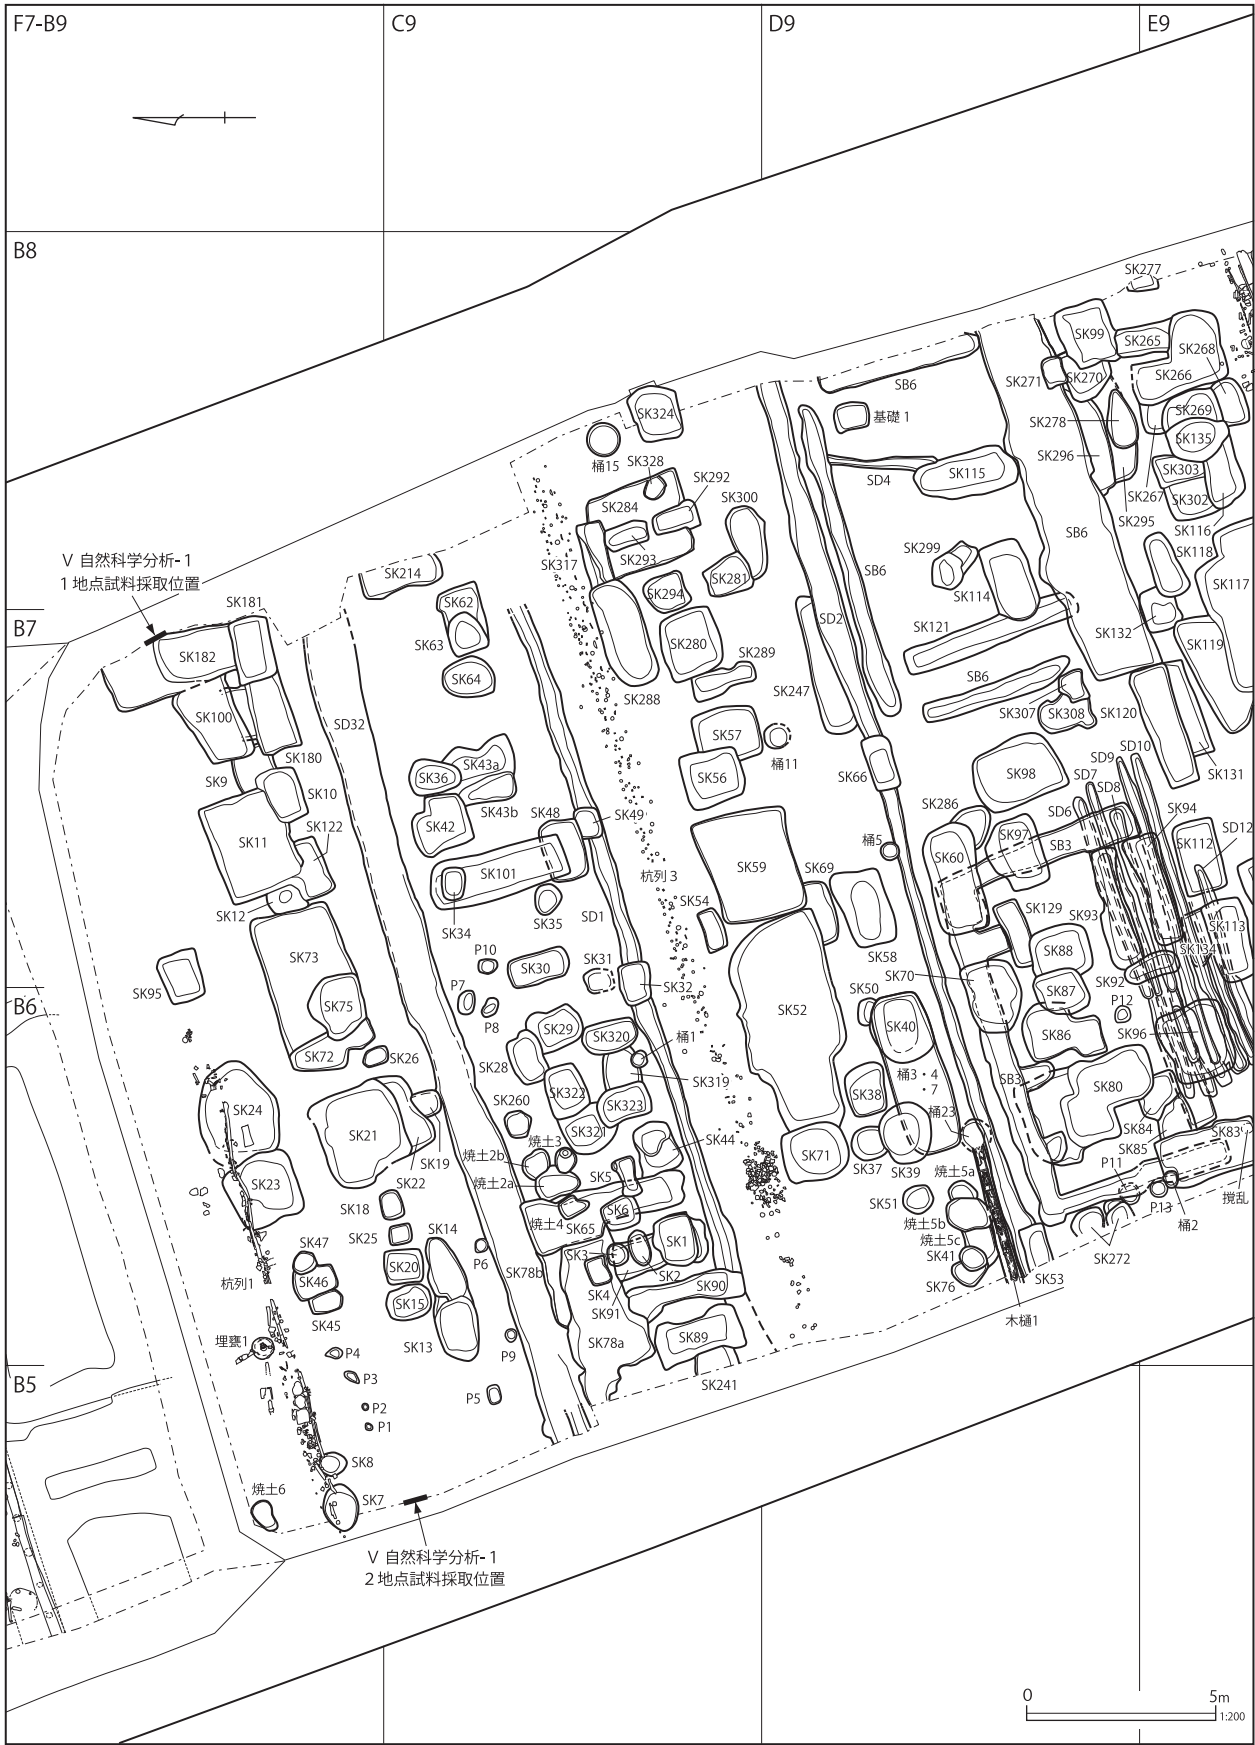 F7-B9
C9
D9
E9
B8
SK277
SK99
SK265
SK268
SK271
SK270
SK266
SB6
SK324
基礎 1
SK278
SK269
SK135
桶15
SK328
SK292
SK296
SK303
SD4
SK115
SK284
SK300
SK267
SK302
SK295
SK116
SB6
Ⅴ 自然科学分析-1
1 地点試料採取位置
SK317
SK293
SK299
SK118
SK214
SK281
SB6
SK117
SK181
SK62
SK294
SK114
B7
SD2
SK63
SK280
SK121
SK132
SK182
SK119
SK289
SK64
SB6
SK288
SK247
SK100
SD32
SK307
SK308
SK120
SK57
SK180
SD10
SK43a
桶11
SD9
SK9
SK36
SK56
SK66
SK98
SD7
SK131
SK10
SD8
SK43b
SK286
SD6
SK94
SK48
SK49
SK42
SK97
SD12
SK122
SK11
桶5
SB3
SK112
SK60
SK59
SK101
杭列 3
SK69
SK12
SK54
SK35
SD1
SK34
SK129
SK93
SK113
SK88
SK134
P10
SK73
SK30
SK31
SK58
SK70
SK92
SK95
SK32
SK87
B6
P7
SK50
P12
SK75
P8
SK52
SK29
SK320
SK40
SK86
SK96
桶1
SK72
SK26
SK28
SK319
桶3・4
・7
SB3
SK322
SK80
SK260
SK323
SK38
桶23
SK24
SK321
SK84
SK83
SK21
焼土3
SK44
焼土2b
SK85
SK19
SK71
SK37
SK39
焼土5a
P11
SK5
SK23
SK22
焼土2a
SK51
攪乱
SK18
SK6
P13
焼土4
焼土5b
桶2
SK14
SK65
SK25
焼土5c
SK47
SK1
SK41
SK272
SK3
P6
SK20
SK78b
SK2
SK76
SK53
杭列1
SK46
SK4
SK90
SK15
SK91
木樋1
SK45
埋甕1
SK13
SK78a
SK89
P9
P4
P3
SK241
B5
P5
P2
P1
SK8
焼土6
SK7
Ⅴ 自然科学分析-1
2 地点試料採取位置
0 5m
1:200